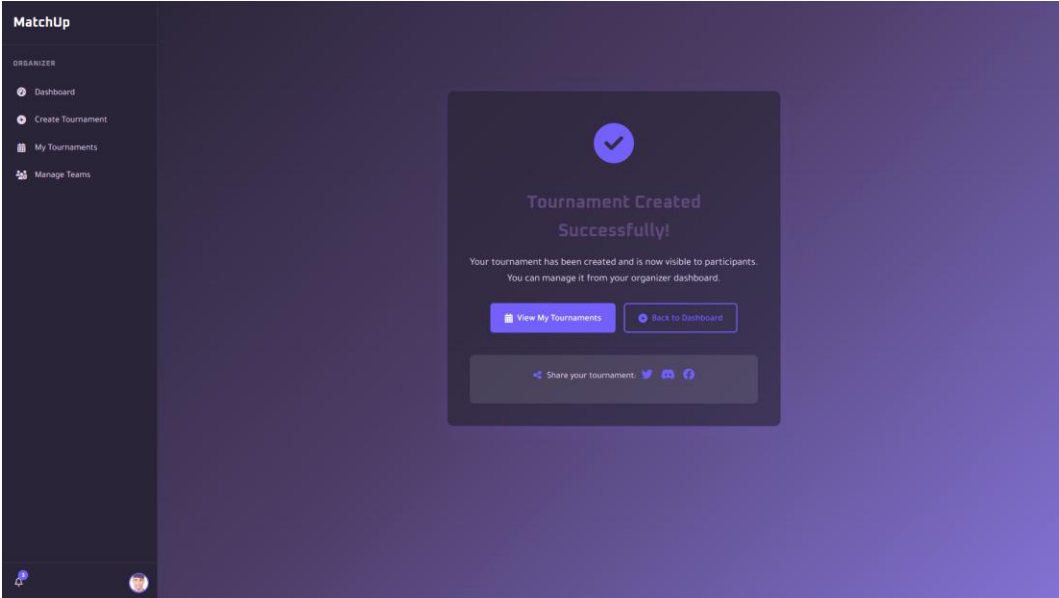 MatchUp
ORGANIZER
Dashboard
Create Tournament
My Tournaments
Manage Teams
3
Tournament Created
Successfully!
Your tournament has been created and is now visible to participants.
You can manage it from your organizer dashboard.
View My Tournaments
Back to Dashboard
Share your tournament: